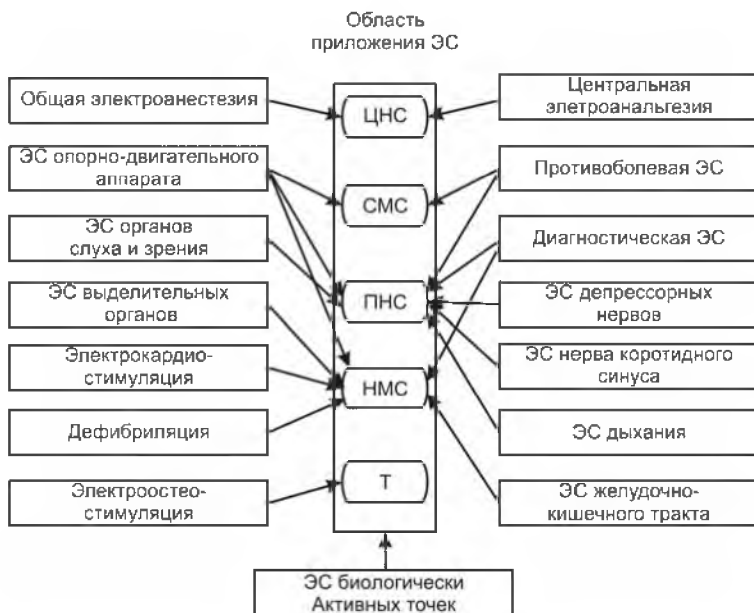 Область
приложения ЭС
Общая электроанестезия
ЭС опорно-двигательного
аппарата
ЭС органов
слуха и зрения
ЭС выделительных
органов
Электрокардио-
стимуляция
Дефибриляция
Электроостео-
стимуляция
ЦНС
СМС
ПНС
НМС
Т
Центральная
элетроанальгезия
Противоболевая ЭС
Диагностическая ЭС
ЭС депрессорных
нервов
ЭС нерва коротидного
синуса
ЭС дыхания
ЭС желудочно-
кишечного тракта
ЭС биологически
Активных точек